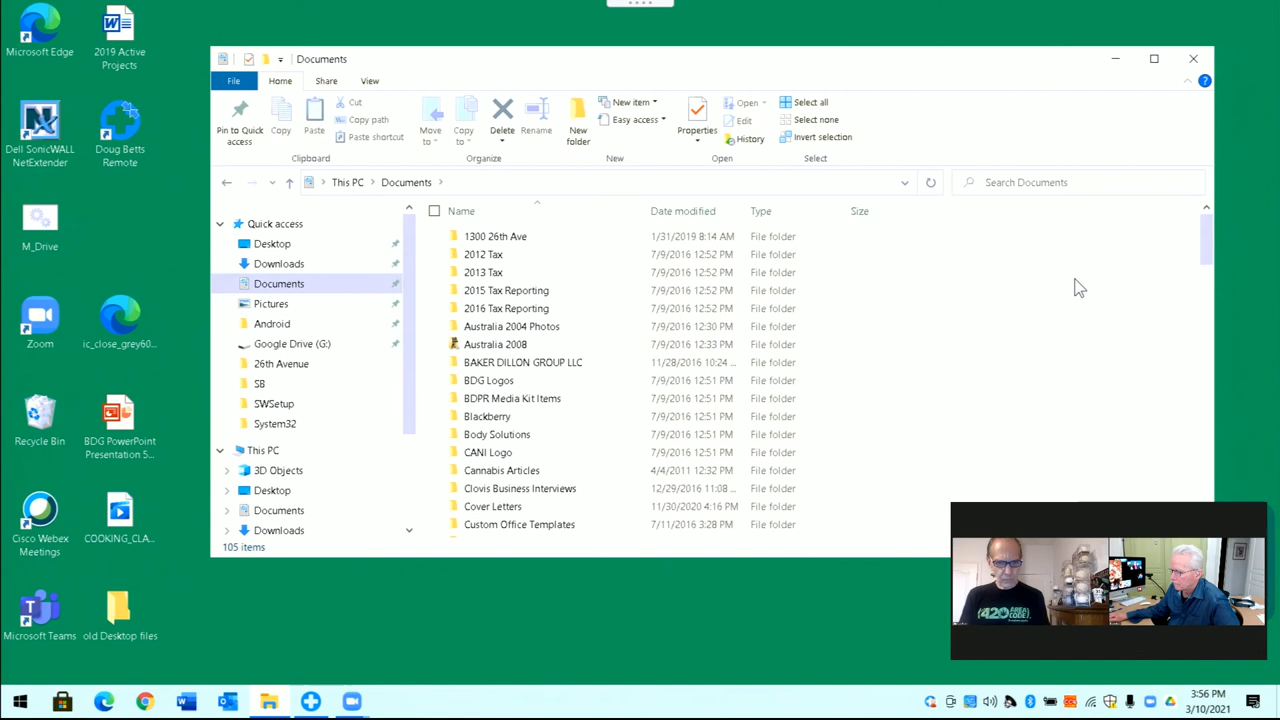 Microsoft Edge
2019 Active
Projects
Dell SonicWALL
NetExtender
Doug Betts
Remote
M_Drive
Zoom
ic_close_grey60...
Recycle Bin
BDG PowerPoint
Presentation 5...
Cisco Webex
Meetings
COOKING_CLA...
Microsoft Teams
old Desktop files
Documents
File
Home
Share
View
Pin to Quick
access
Copy
Paste
Cut
Copy path
Paste shortcut
Clipboard
Move
to
Copy
to
Delete
Rename
Organize
New
folder
New item
Easy access
New
Properties
Open
Edit
History
Open
Select all
Select none
Invert selection
Select
This PC
Documents
Search Documents
Quick access
Desktop
Downloads
Documents
Pictures
Android
Google Drive (G:)
26th Avenue
SB
SWSetup
System32
This PC
3D Objects
Desktop
Documents
Downloads
Name Date modified Type Size
1300 26th Ave 1/31/2019 8:14 AM File folder
2012 Tax 7/9/2016 12:52 PM File folder
2013 Tax 7/9/2016 12:52 PM File folder
2015 Tax Reporting 7/9/2016 12:52 PM File folder
2016 Tax Reporting 7/9/2016 12:52 PM File folder
Australia 2004 Photos 7/9/2016 12:30 PM File folder
Australia 2008 7/9/2016 12:33 PM File folder
BAKER DILLON GROUP LLC 11/28/2016 10:24 ... File folder
BDG Logos 7/9/2016 12:51 PM File folder
BDPR Media Kit Items 7/9/2016 12:51 PM File folder
Blackberry 7/9/2016 12:51 PM File folder
Body Solutions 7/9/2016 12:51 PM File folder
CANI Logo 7/9/2016 12:51 PM File folder
Cannabis Articles 4/4/2011 12:32 PM File folder
Clovis Business Interviews 12/29/2016 11:08 ... File folder
Cover Letters 11/30/2020 4:16 PM File folder
Custom Office Templates 7/11/2016 3:28 PM File folder
105 items
420 AREA
CODE
3:56 PM
3/10/2021